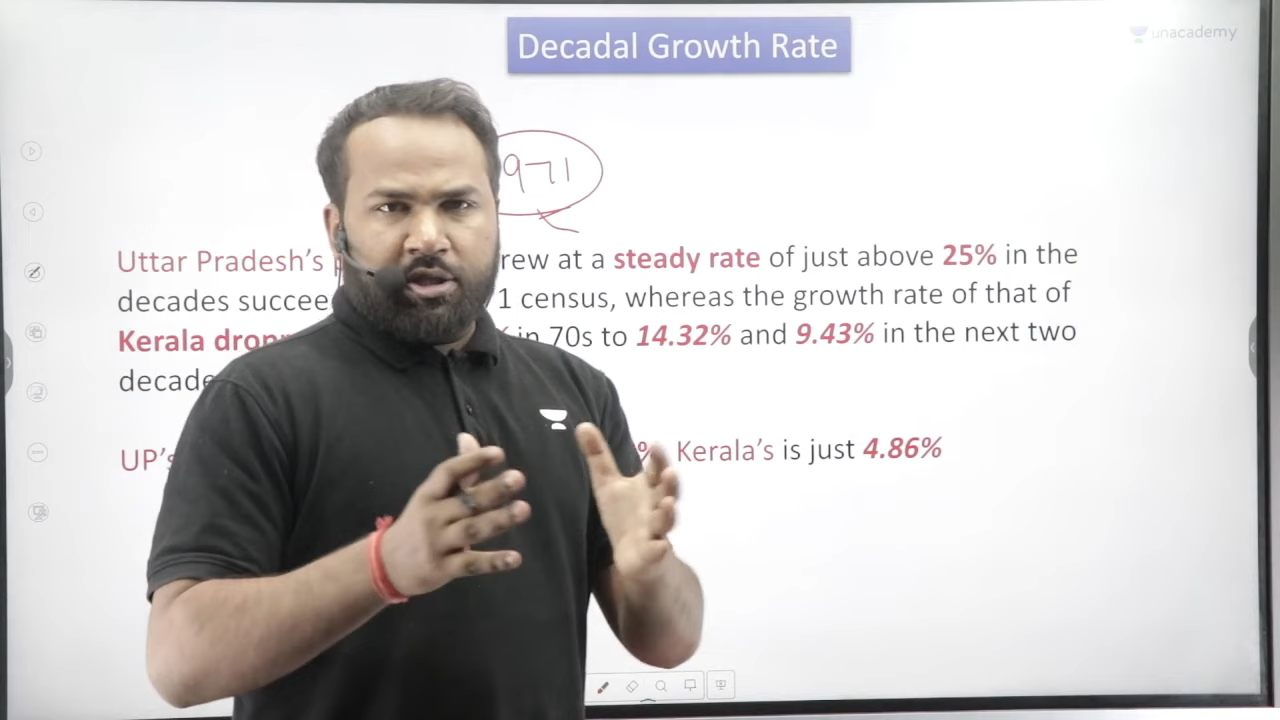 Decadal Growth Rate
unacademy
971
Uttar Pradesh's rew at a steady rate of just above 25% in the
decades succee 1 census, whereas the growth rate of that of
Kerala drop in 70s to 14.32% and 9.43% in the next two
decade
UP's %, Kerala's is just 4.86%